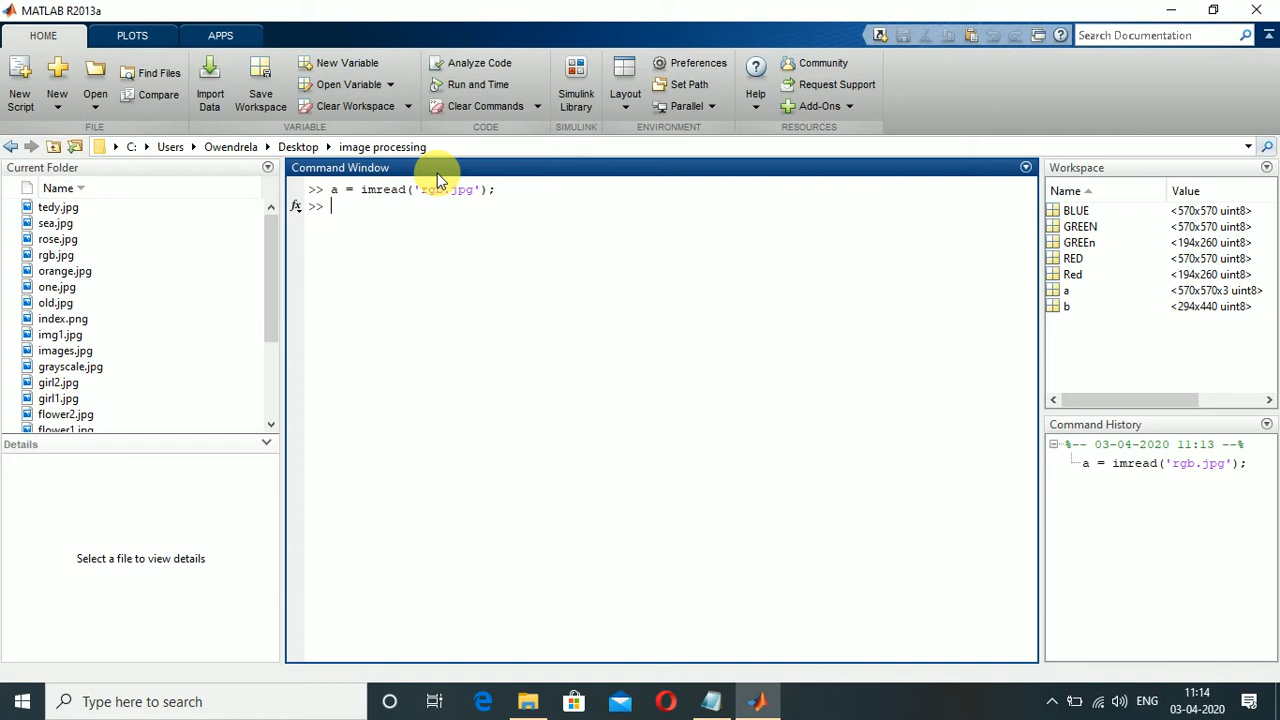 MATLAB R2013a
HOME PLOTS APPS Search Documentation
New Script New Open Find Files Compare Import Data Save Workspace New Variable Open Variable Clear Workspace Analyze Code Run and Time Clear Commands Simulink Library Layout Preferences Set Path Parallel Help Community Request Support Add-Ons
FILE VARIABLE CODE SIMULINK ENVIRONMENT RESOURCES
C: Users Owendrela Desktop image processing
Current Folder
Name
tedy.jpg
sea.jpg
rose.jpg
rgb.jpg
orange.jpg
one.jpg
old.jpg
index.png
img1.jpg
images.jpg
grayscale.jpg
girl2.jpg
girl1.jpg
flower2.jpg
flower1.jpg
Details
Select a file to view details
Command Window
>> a = imread('rgb.jpg');
fx >>
Workspace
Name Value
BLUE <570x570 uint8>
GREEN <570x570 uint8>
GREEn <194x260 uint8>
RED <570x570 uint8>
Red <194x260 uint8>
a <570x570x3 uint8>
b <294x440 uint8>
Command History
%-- 03-04-2020 11:13 --%
a = imread('rgb.jpg');
Type here to search
ENG
11:14
03-04-2020